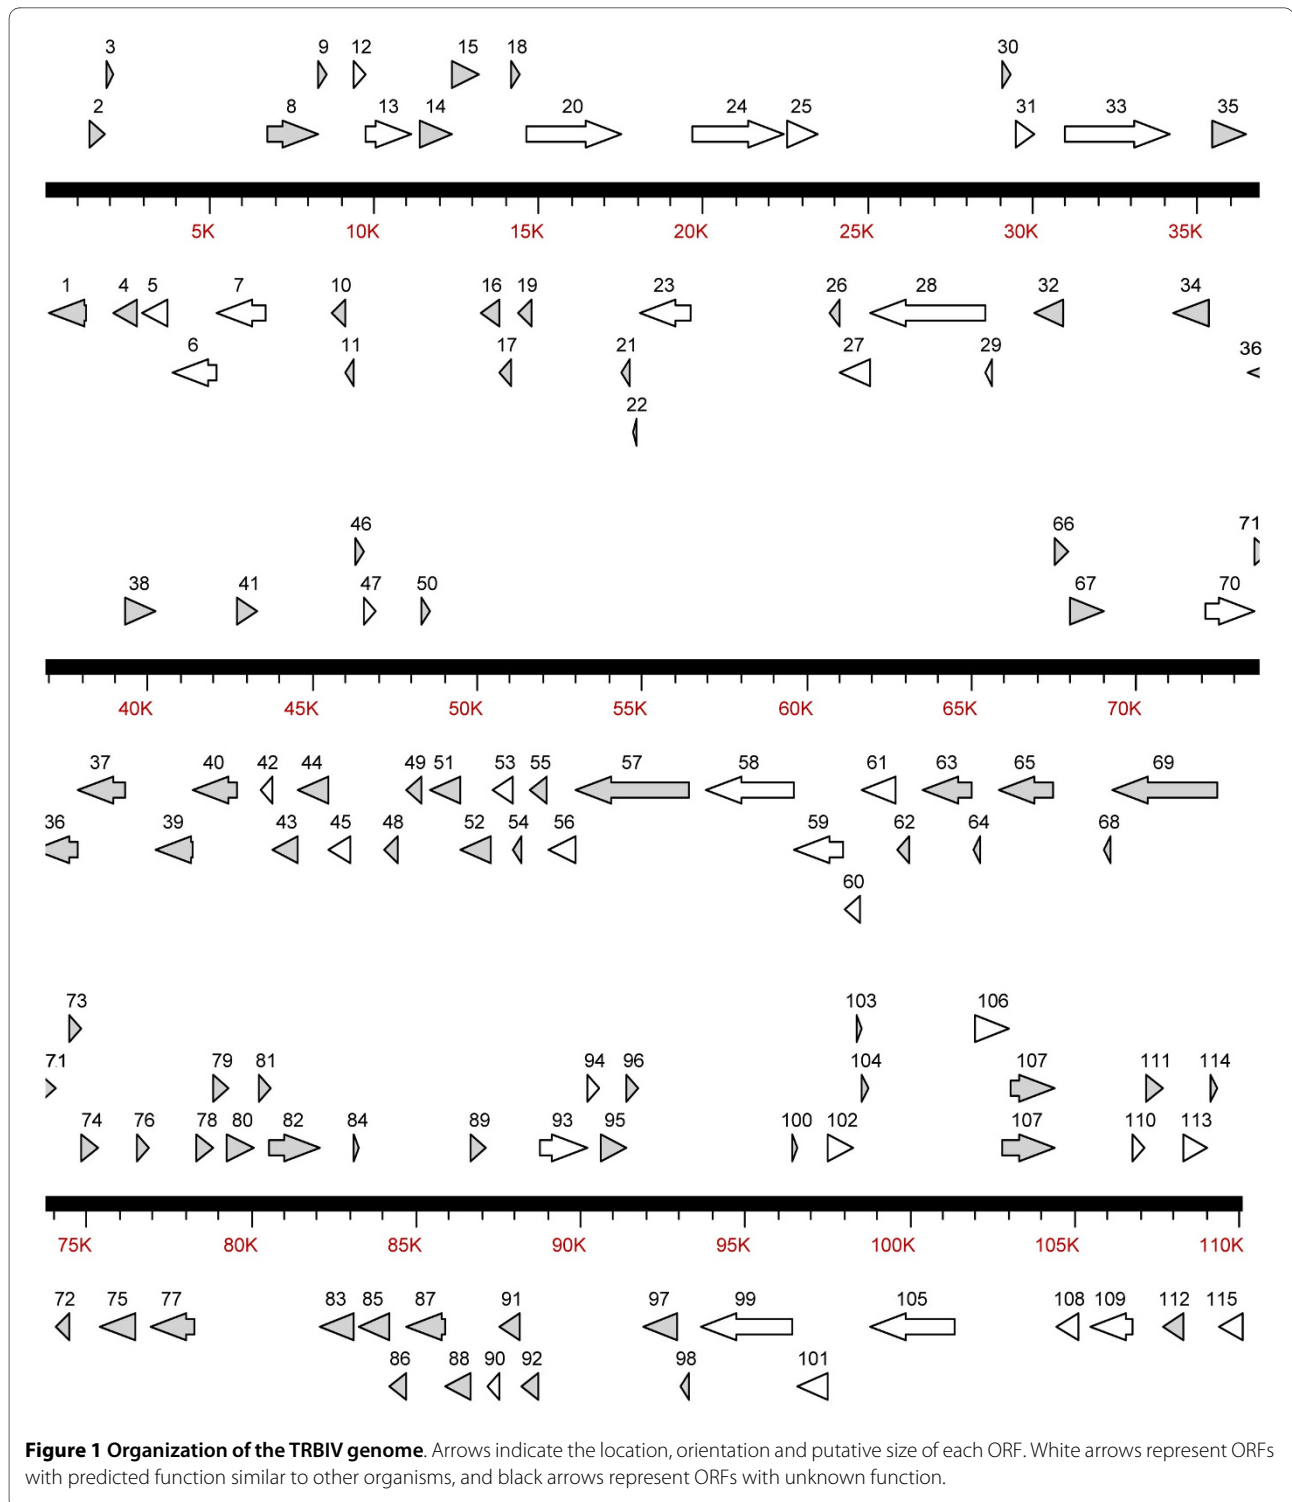 3 9 12 15 18 30
2 8 13 14 20 24 25 31 33 35
5K 10K 15K 20K 25K 30K 35K
1 4 5 7 10 16 19 23 26 28 32 34
6 11 17 21 27 29 36
22
46 66 71
38 41 47 50 67 70
40K 45K 50K 55K 60K 65K 70K
37 40 42 44 49 51 53 55 57 58 61 63 65 69
36 39 43 45 48 52 54 56 59 62 64 68
60
73 103 106
71 79 81 94 96 104 107 111 114
74 76 78 80 82 84 89 93 95 100 102 107 110 113
75K 80K 85K 90K 95K 100K 105K 110K
72 75 77 83 85 87 91 97 99 105 108 109 112 115
86 88 90 92 98 101
Figure 1 Organization of the TRBIV genome. Arrows indicate the location, orientation and putative size of each ORF. White arrows represent ORFs
with predicted function similar to other organisms, and black arrows represent ORFs with unknown function.